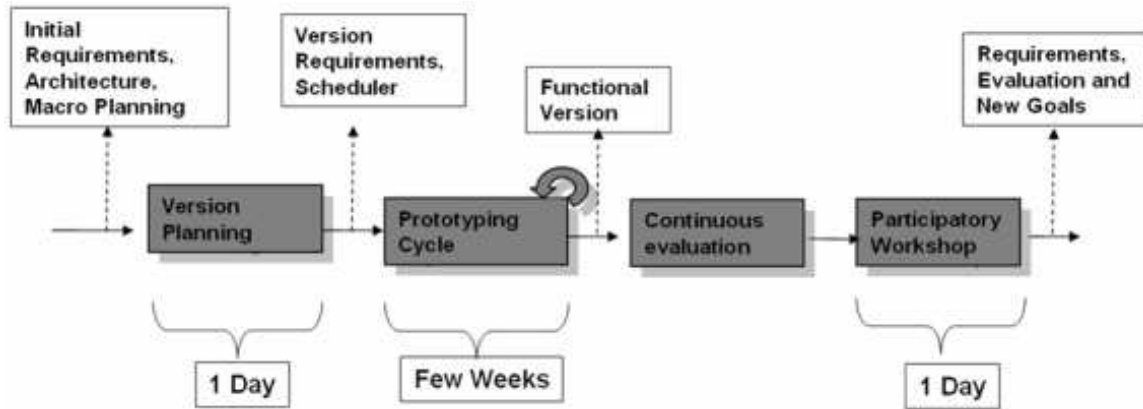 Initial
Requirements,
Architecture,
Macro Planning
Version
Requirements,
Scheduler
Functional
Version
Requirements,
Evaluation and
New Goals
Version
Planning
Prototyping
Cycle
Continuous
evaluation
Participatory
Workshop
1 Day
Few Weeks
1 Day